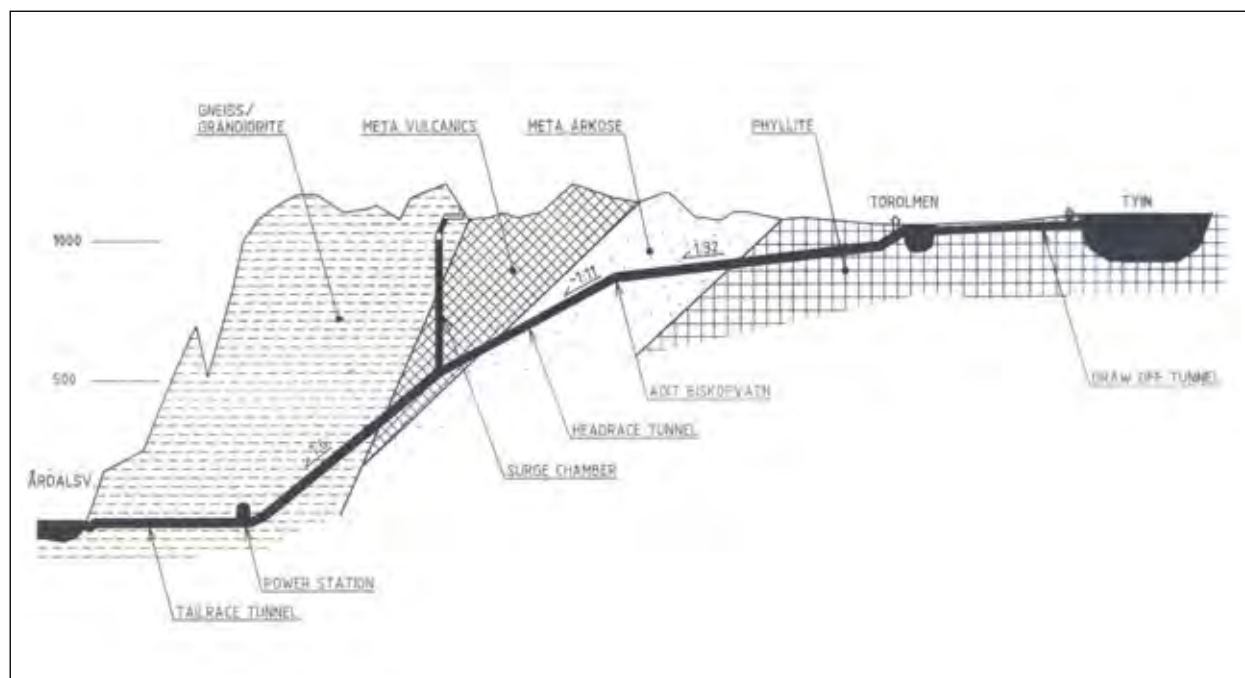 GNEISS/
GRANDIORITE
META VULCANICS
META ARKOSE
PHYLLITE
TOROLMEN
TYIN
1000
1:92
~1:11
500
DRAW OFF TUNNEL
ADIT BISKOPVATN
HEADRACE TUNNEL
SURGE CHAMBER
ÅRDALSV.
POWER STATION
TAILRACE TUNNEL